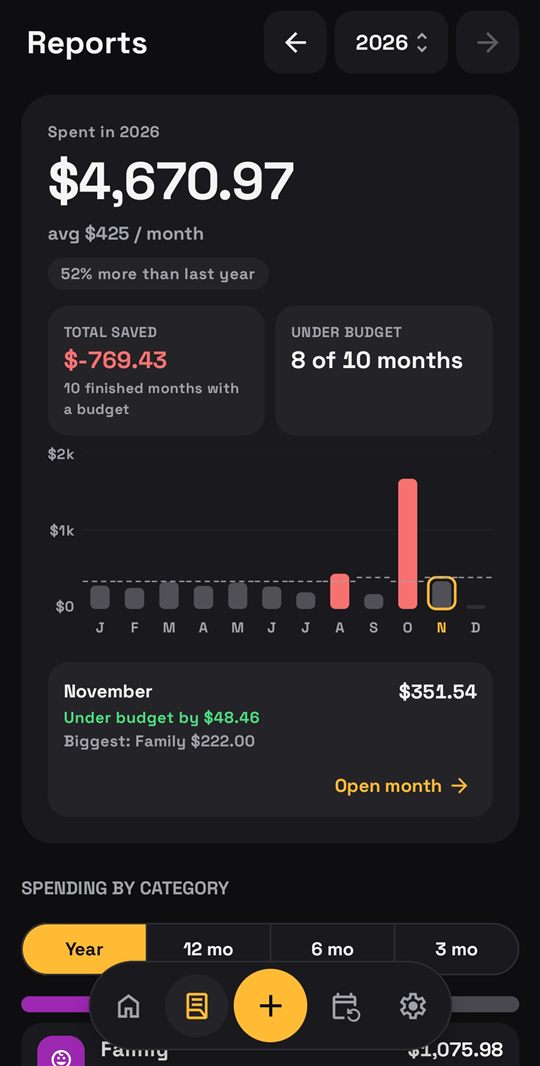 Reports
2026
Spent in 2026
$4,670.97
avg $425 / month
52% more than last year
TOTAL SAVED
$-769.43
10 finished months with
a budget
UNDER BUDGET
8 of 10 months
$2k
$1k
$0
J F M A M J J A S O N D
November
$351.54
Under budget by $48.46
Biggest: Family $222.00
Open month
SPENDING BY CATEGORY
Year
12 mo
6 mo
3 mo
Family
$1,075.98